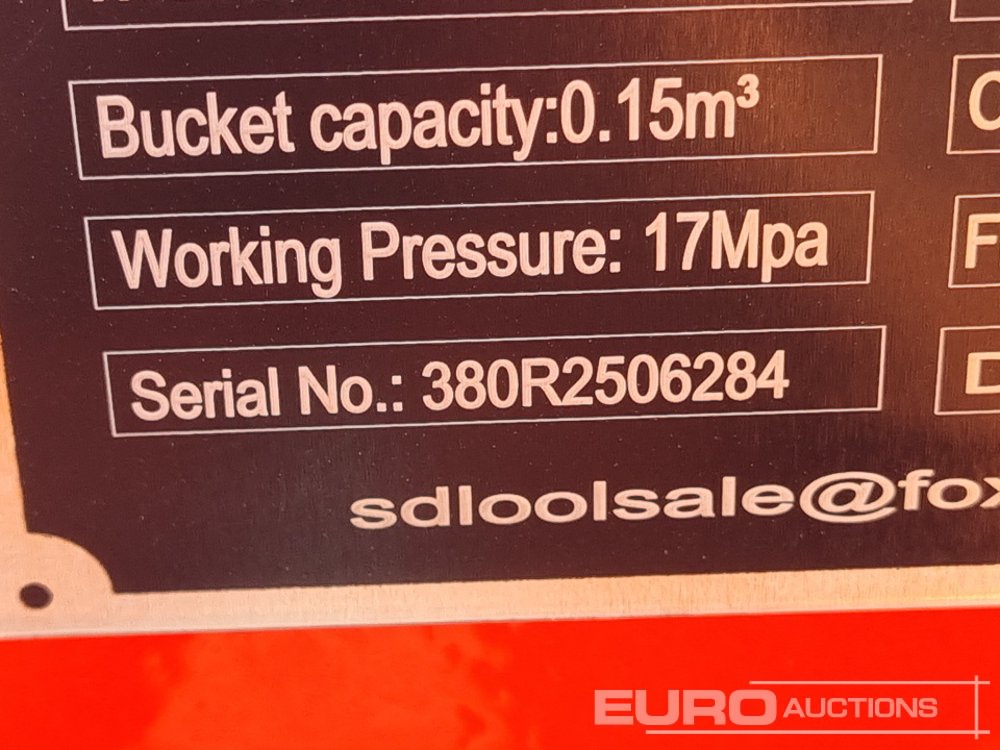 Bucket capacity:0.15m³
Working Pressure: 17Mpa
Serial No.: 380R2506284
sdloolsale@fox
EURO AUCTIONS